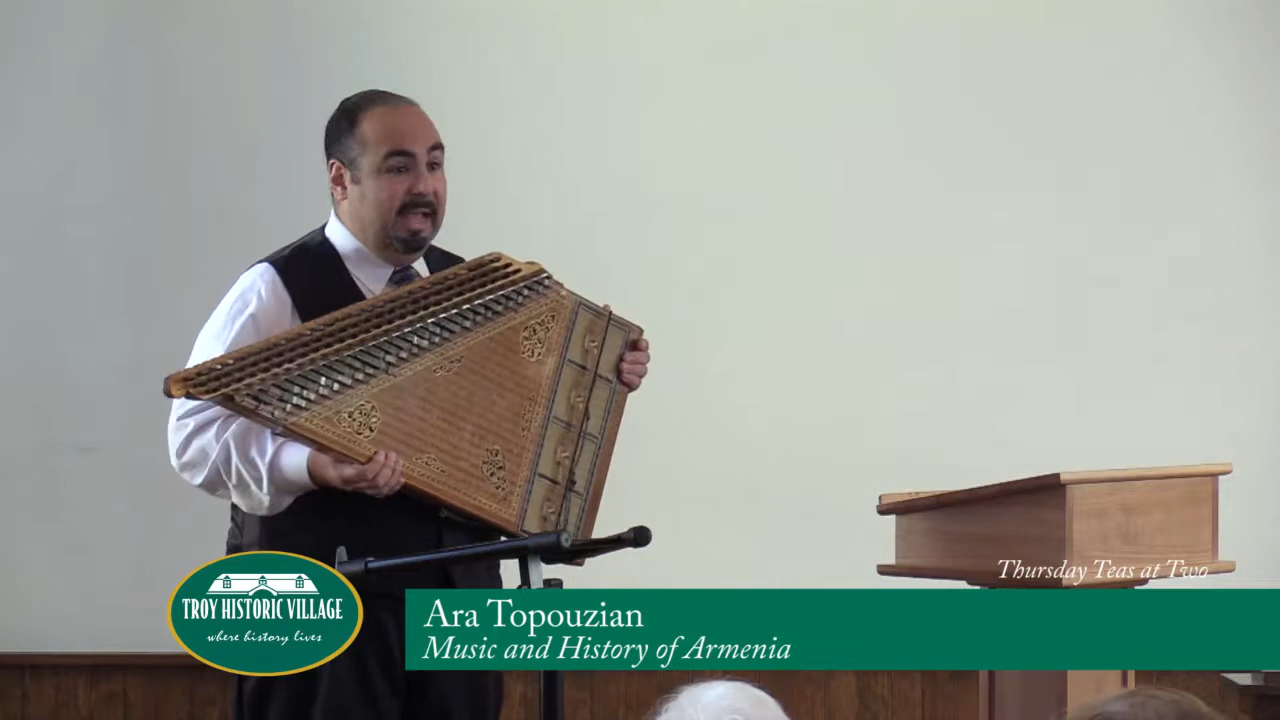 Thursday Teas at Two
TROY HISTORIC VILLAGE
where history lives
Ara Topouzian
Music and History of Armenia